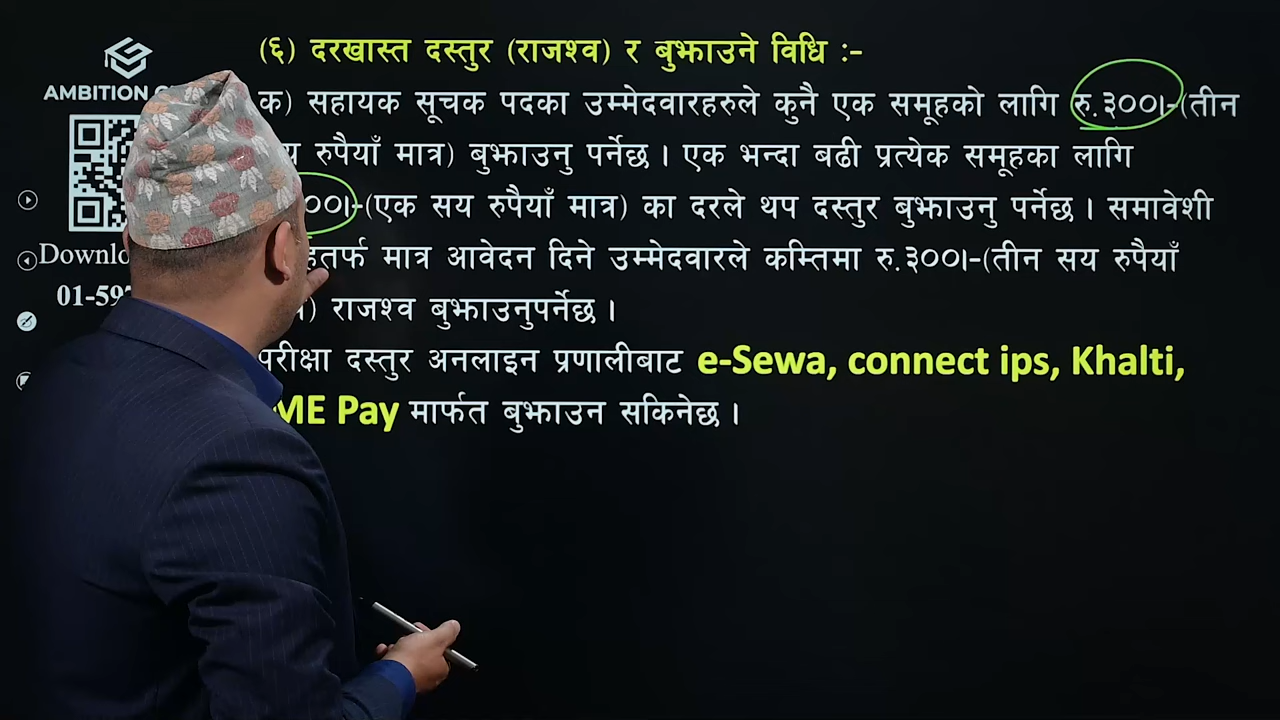 (६) दरखास्त दस्तुर (राजश्व) र बुझाउने विधि :-
AMBITION
क) सहायक सूचक पदका उम्मेदवारहरुले कुनै एक समूहको लागि रु.३००।-(तीन
रुपैयाँ मात्र) बुझाउनु पर्नेछ । एक भन्दा बढी प्रत्येक समूहका लागि
००।-(एक सय रुपैयाँ मात्र) का दरले थप दस्तुर बुझाउनु पर्नेछ । समावेशी
मात्र आवेदन दिने उम्मेदवारले कम्तिमा रु.३००।-(तीन सय रुपैयाँ
राजश्व बुझाउनुपर्नेछ ।
परीक्षा दस्तुर अनलाइन प्रणालीबाट e-Sewa, connect ips, Khalti,
ME Pay मार्फत बुझाउन सकिनेछ ।
Downlo
01-597